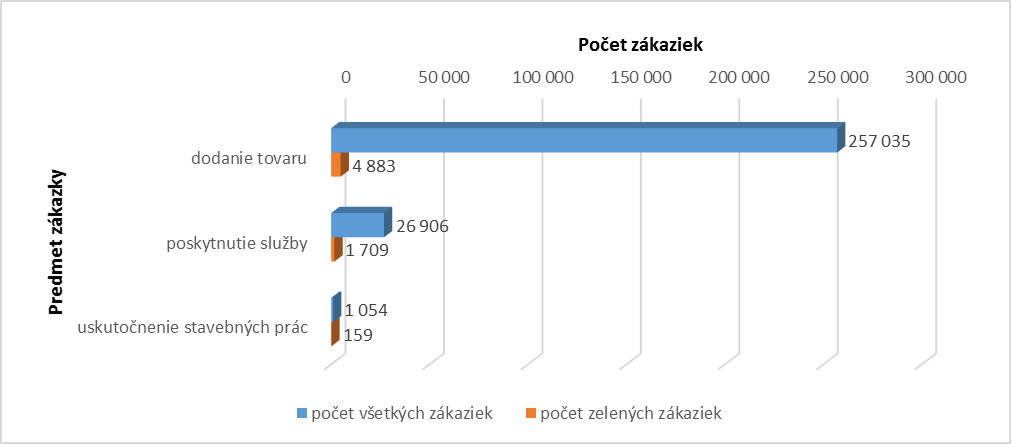 Počet zákaziek
0 50 000 100 000 150 000 200 000 250 000 300 000
Predmet zákazky
dodanie tovaru
257 035
4 883
poskytnutie služby
26 906
1 709
uskutočnenie stavebných prác
1 054
159
počet všetkých zákaziek počet zelených zákaziek